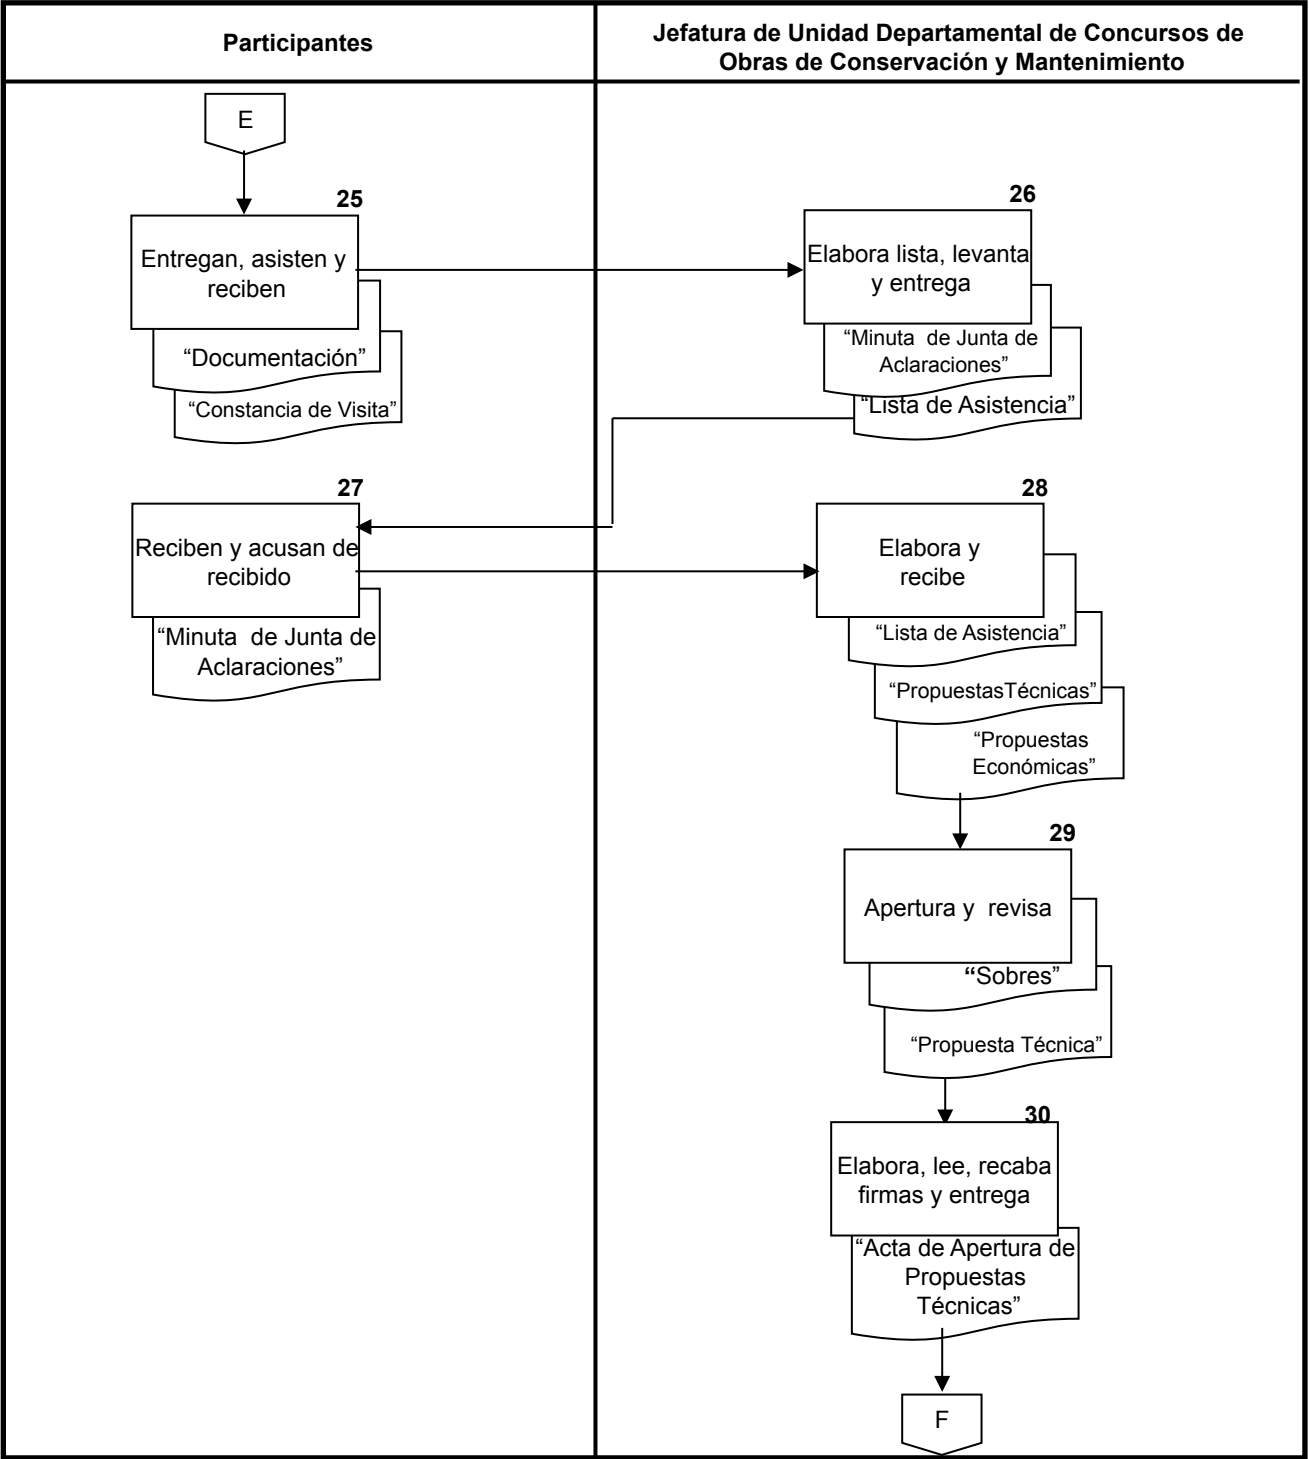 Participantes
Jefatura de Unidad Departamental de Concursos de
Obras de Conservación y Mantenimiento
E
25
Entregan, asisten y
reciben
“Documentación”
“Constancia de Visita”
26
Elabora lista, levanta
y entrega
“Minuta  de Junta de
Aclaraciones”
“Lista de Asistencia”
27
Reciben y acusan de
recibido
“Minuta  de Junta de
Aclaraciones”
28
Elabora y
recibe
“Lista de Asistencia”
“PropuestasTécnicas”
“Propuestas
Económicas”
29
Apertura y  revisa
“Sobres”
“Propuesta Técnica”
30
Elabora, lee, recaba
firmas y entrega
“Acta de Apertura de
Propuestas
Técnicas”
F